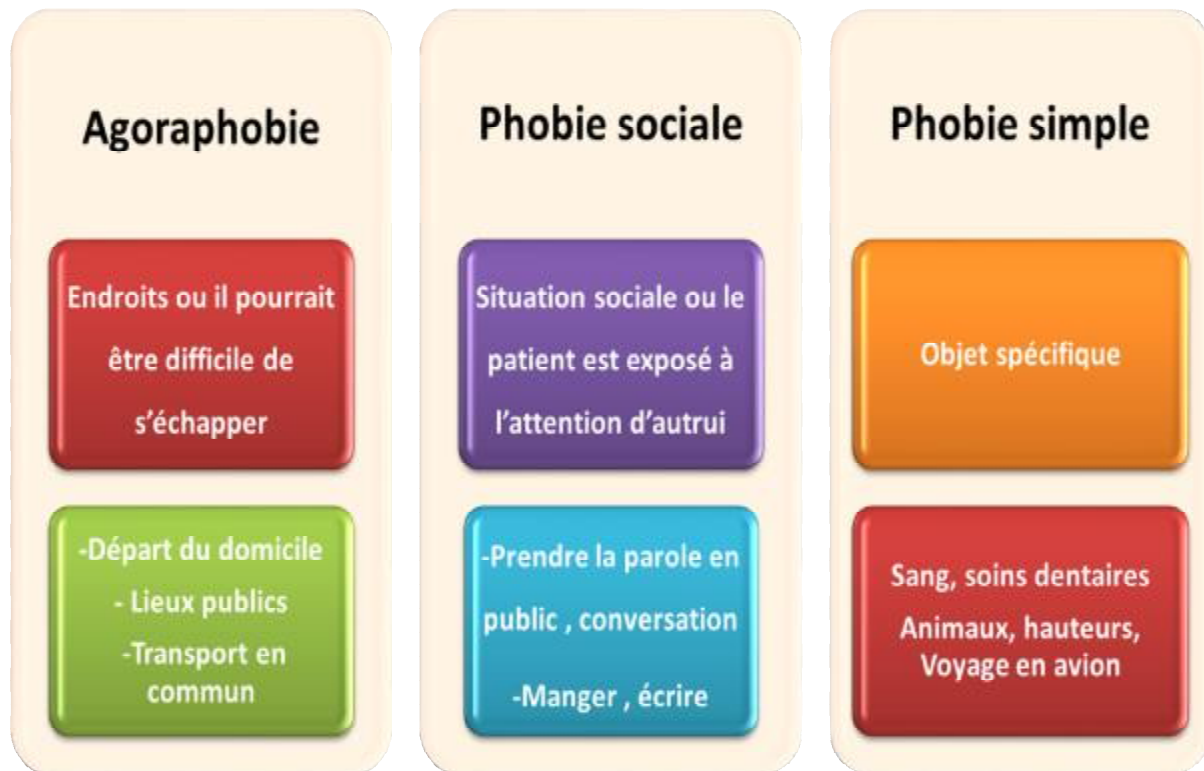 Agoraphobie
Endroits ou il pourrait
être difficile de
s’échapper
-Départ du domicile
- Lieux publics
-Transport en
commun
Phobie sociale
Situation sociale ou le
patient est exposé à
l’attention d’autrui
-Prendre la parole en
public , conversation
-Manger , écrire
Phobie simple
Objet spécifique
Sang, soins dentaires
Animaux, hauteurs,
Voyage en avion